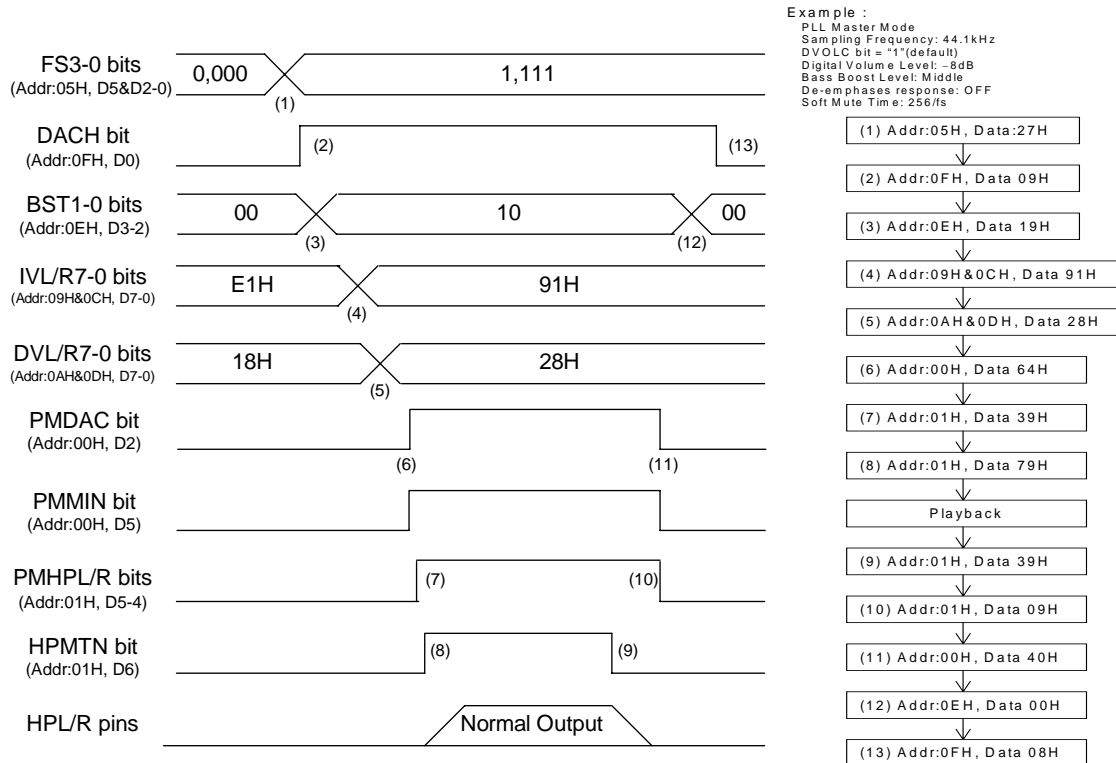 FS3-0 bits
(Addr:05H, D5&D2-0)
0,000
1,111
(1)
DACH bit
(Addr:0FH, D0)
(2)
(13)
BST1-0 bits
(Addr:0EH, D3-2)
00
10
00
(3)
(12)
IVL/R7-0 bits
(Addr:09H&0CH, D7-0)
E1H
91H
(4)
DVL/R7-0 bits
(Addr:0AH&0DH, D7-0)
18H
28H
(5)
PMDAC bit
(Addr:00H, D2)
(6)
(11)
PMMIN bit
(Addr:00H, D5)
PMHPL/R bits
(Addr:01H, D5-4)
(7)
(10)
HPMTN bit
(Addr:01H, D6)
(8)
(9)
HPL/R pins
Normal Output
Example :
PLL Master Mode
Sampling Frequency: 44.1kHz
DVOLC bit = “1”(default)
Digital Volume Level: −8dB
Bass Boost Level: Middle
De-emphases response: OFF
Soft Mute Time: 256/fs
(1) Addr:05H, Data:27H
(2) Addr:0FH, Data 09H
(3) Addr:0EH, Data 19H
(4) Addr:09H&0CH, Data 91H
(5) Addr:0AH&0DH, Data 28H
(6) Addr:00H, Data 64H
(7) Addr:01H, Data 39H
(8) Addr:01H, Data 79H
Playback
(9) Addr:01H, Data 39H
(10) Addr:01H, Data 09H
(11) Addr:00H, Data 40H
(12) Addr:0EH, Data 00H
(13) Addr:0FH, Data 08H